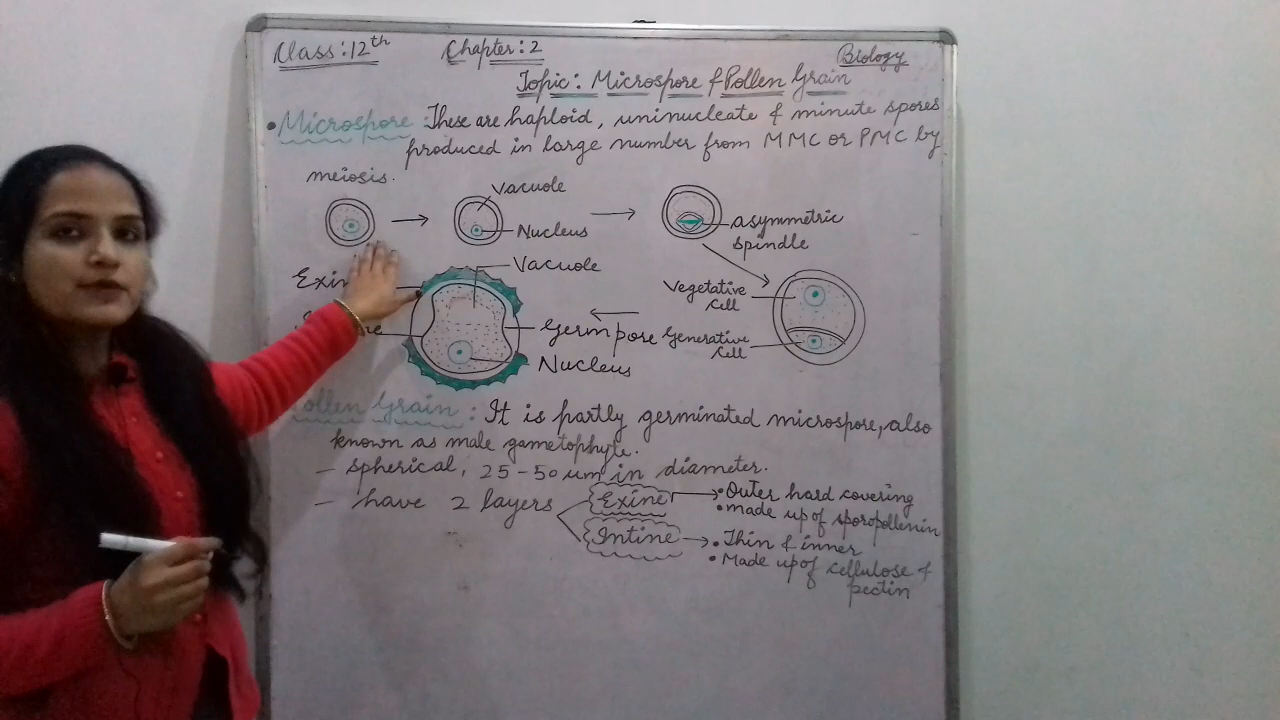 Class: 12th
Chapter: 2
Biology
Topic: Microspore & Pollen Grain
• Microspore: These are haploid, uninucleate & minute spores
produced in large number from MMC or PMC by
meiosis.
Vacuole
Nucleus
asymmetric
spindle
Vacuole
Germpore
Nucleus
Vegetative
Cell
Generative
Cell
Pollen Grain: It is partly germinated microspore, also
known as male gametophyte.
- spherical, 25-50 um in diameter.
- have 2 layers
Exine
• Outer hard covering
• made up of sporopollenin
Intine
• Thin & inner
• Made up of cellulose &
pectin